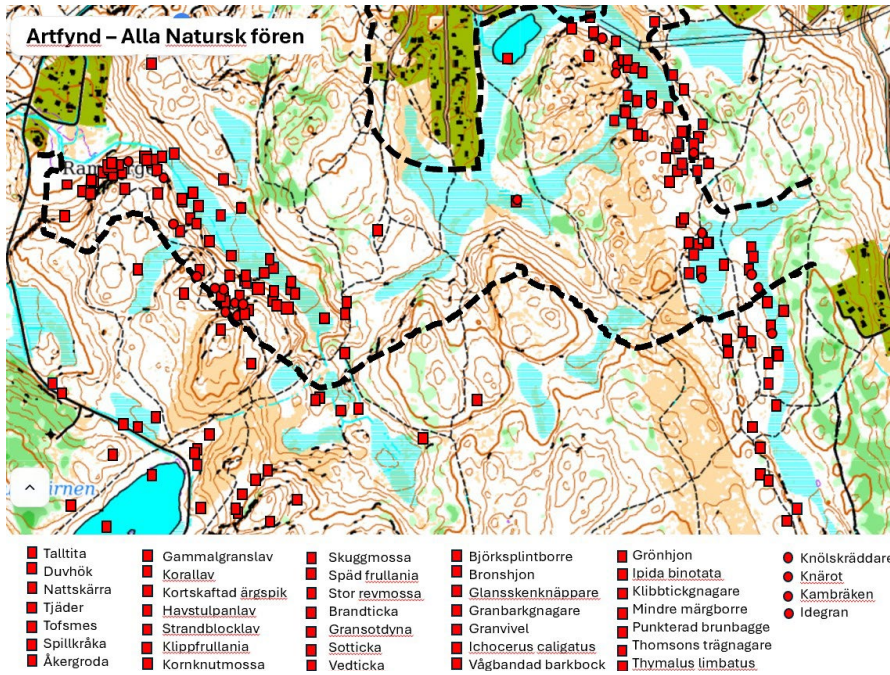 Artfynd – Alla Natursk fören
Talltita
Duvhök
Nattskärra
Tjäder
Tofsmes
Spillkråka
Åkergroda
Gammalgranslav
Korallav
Kortskaftad ärgspik
Havstulpanlav
Strandblocklav
Klippfrullania
Kornknutmossa
Skuggmossa
Späd frullania
Stor revmossa
Brandticka
Gransotdyna
Sotticka
Vedticka
Björksplintborre
Bronshjon
Glansskenknäppare
Granbarkgnagare
Granvivel
Ichocerus caligatus
Vågbandad barkbock
Grönhjon
Ipida binotata
Klibbtickgnagare
Mindre märgborre
Punkterad brunbagge
Thomsons trägnagare
Thymalus limbatus
Knölskräddare
Knärot
Kambräken
Idegran